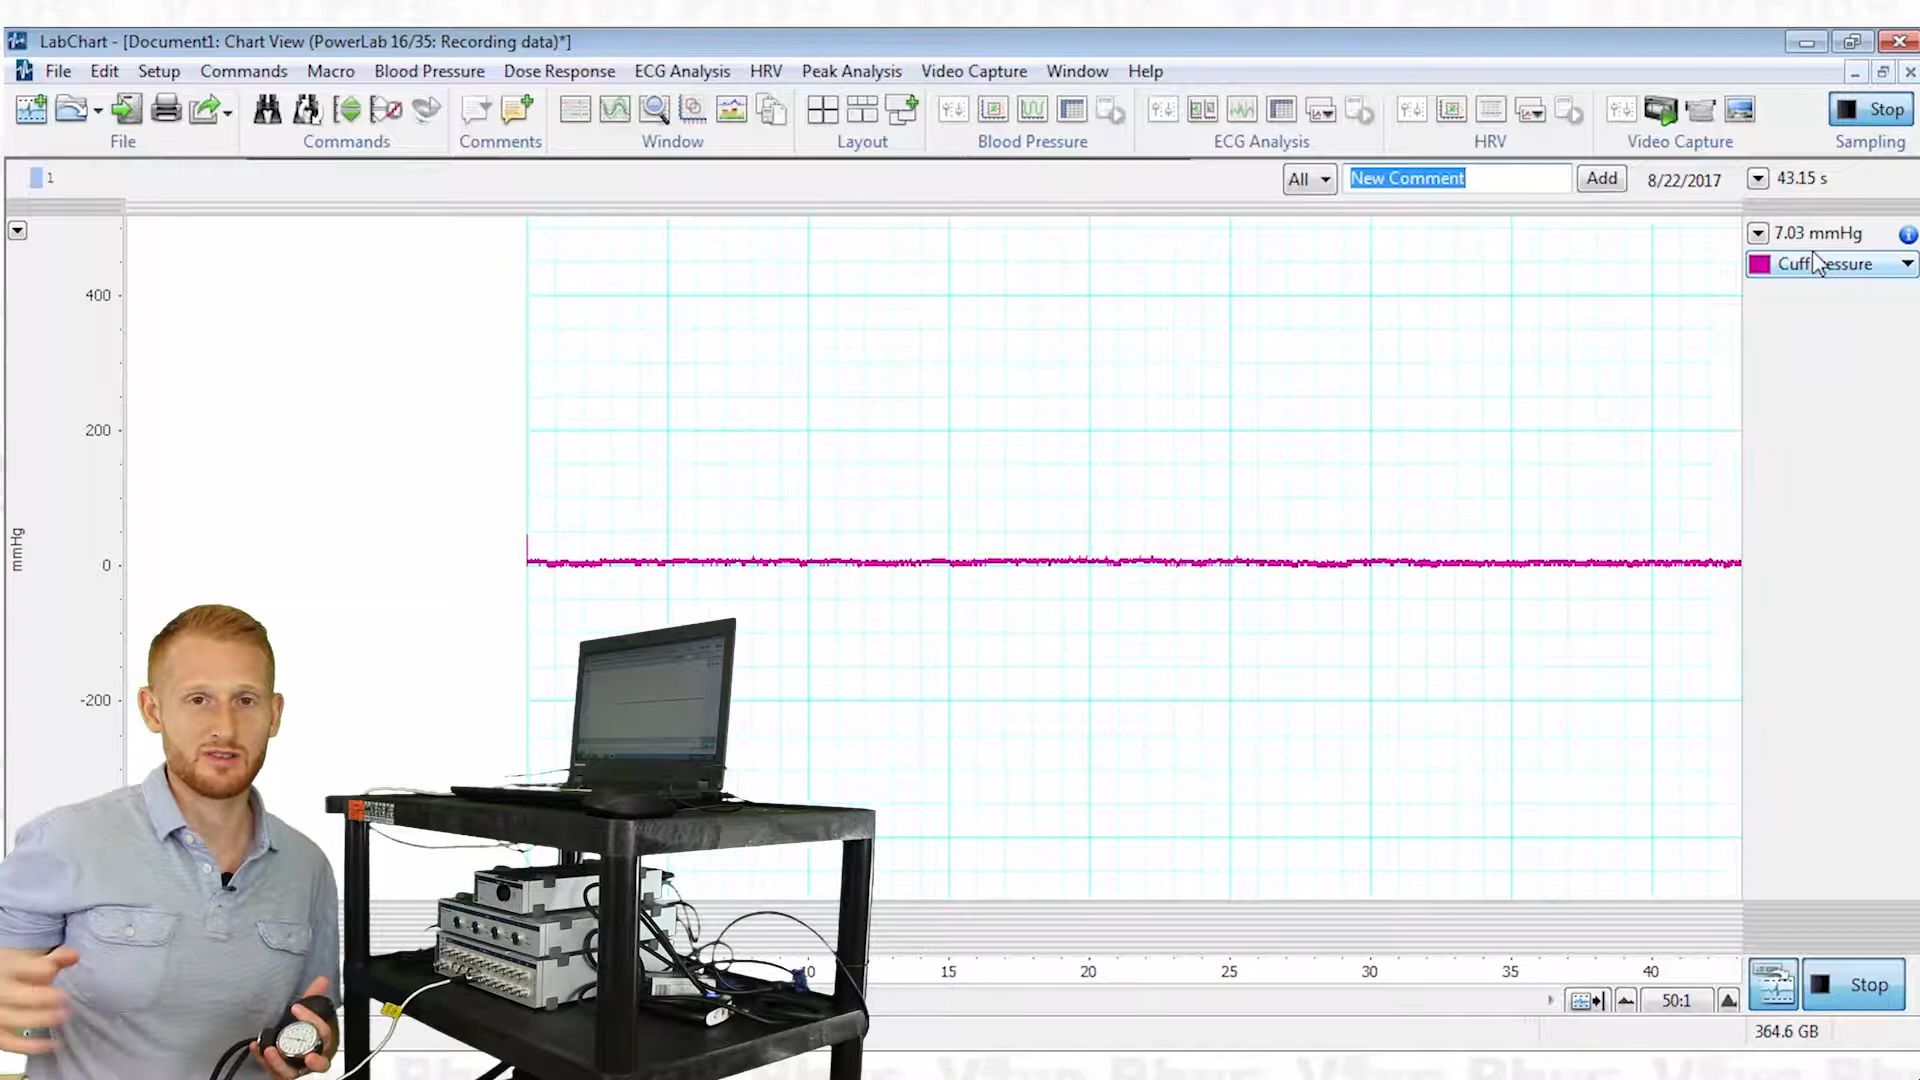 LabChart - [Document1: Chart View (PowerLab 16/35: Recording data)*]
File Edit Setup Commands Macro Blood Pressure Dose Response ECG Analysis HRV Peak Analysis Video Capture Window Help
Stop
File Commands Comments Window Layout Blood Pressure ECG Analysis HRV Video Capture Sampling
1 All New Comment Add 8/22/2017 43.15 s
7.03 mmHg
Cuff
400
200
mmHg
0
-200
10 15 20 25 30 35 40
Stop
50:1
364.6 GB